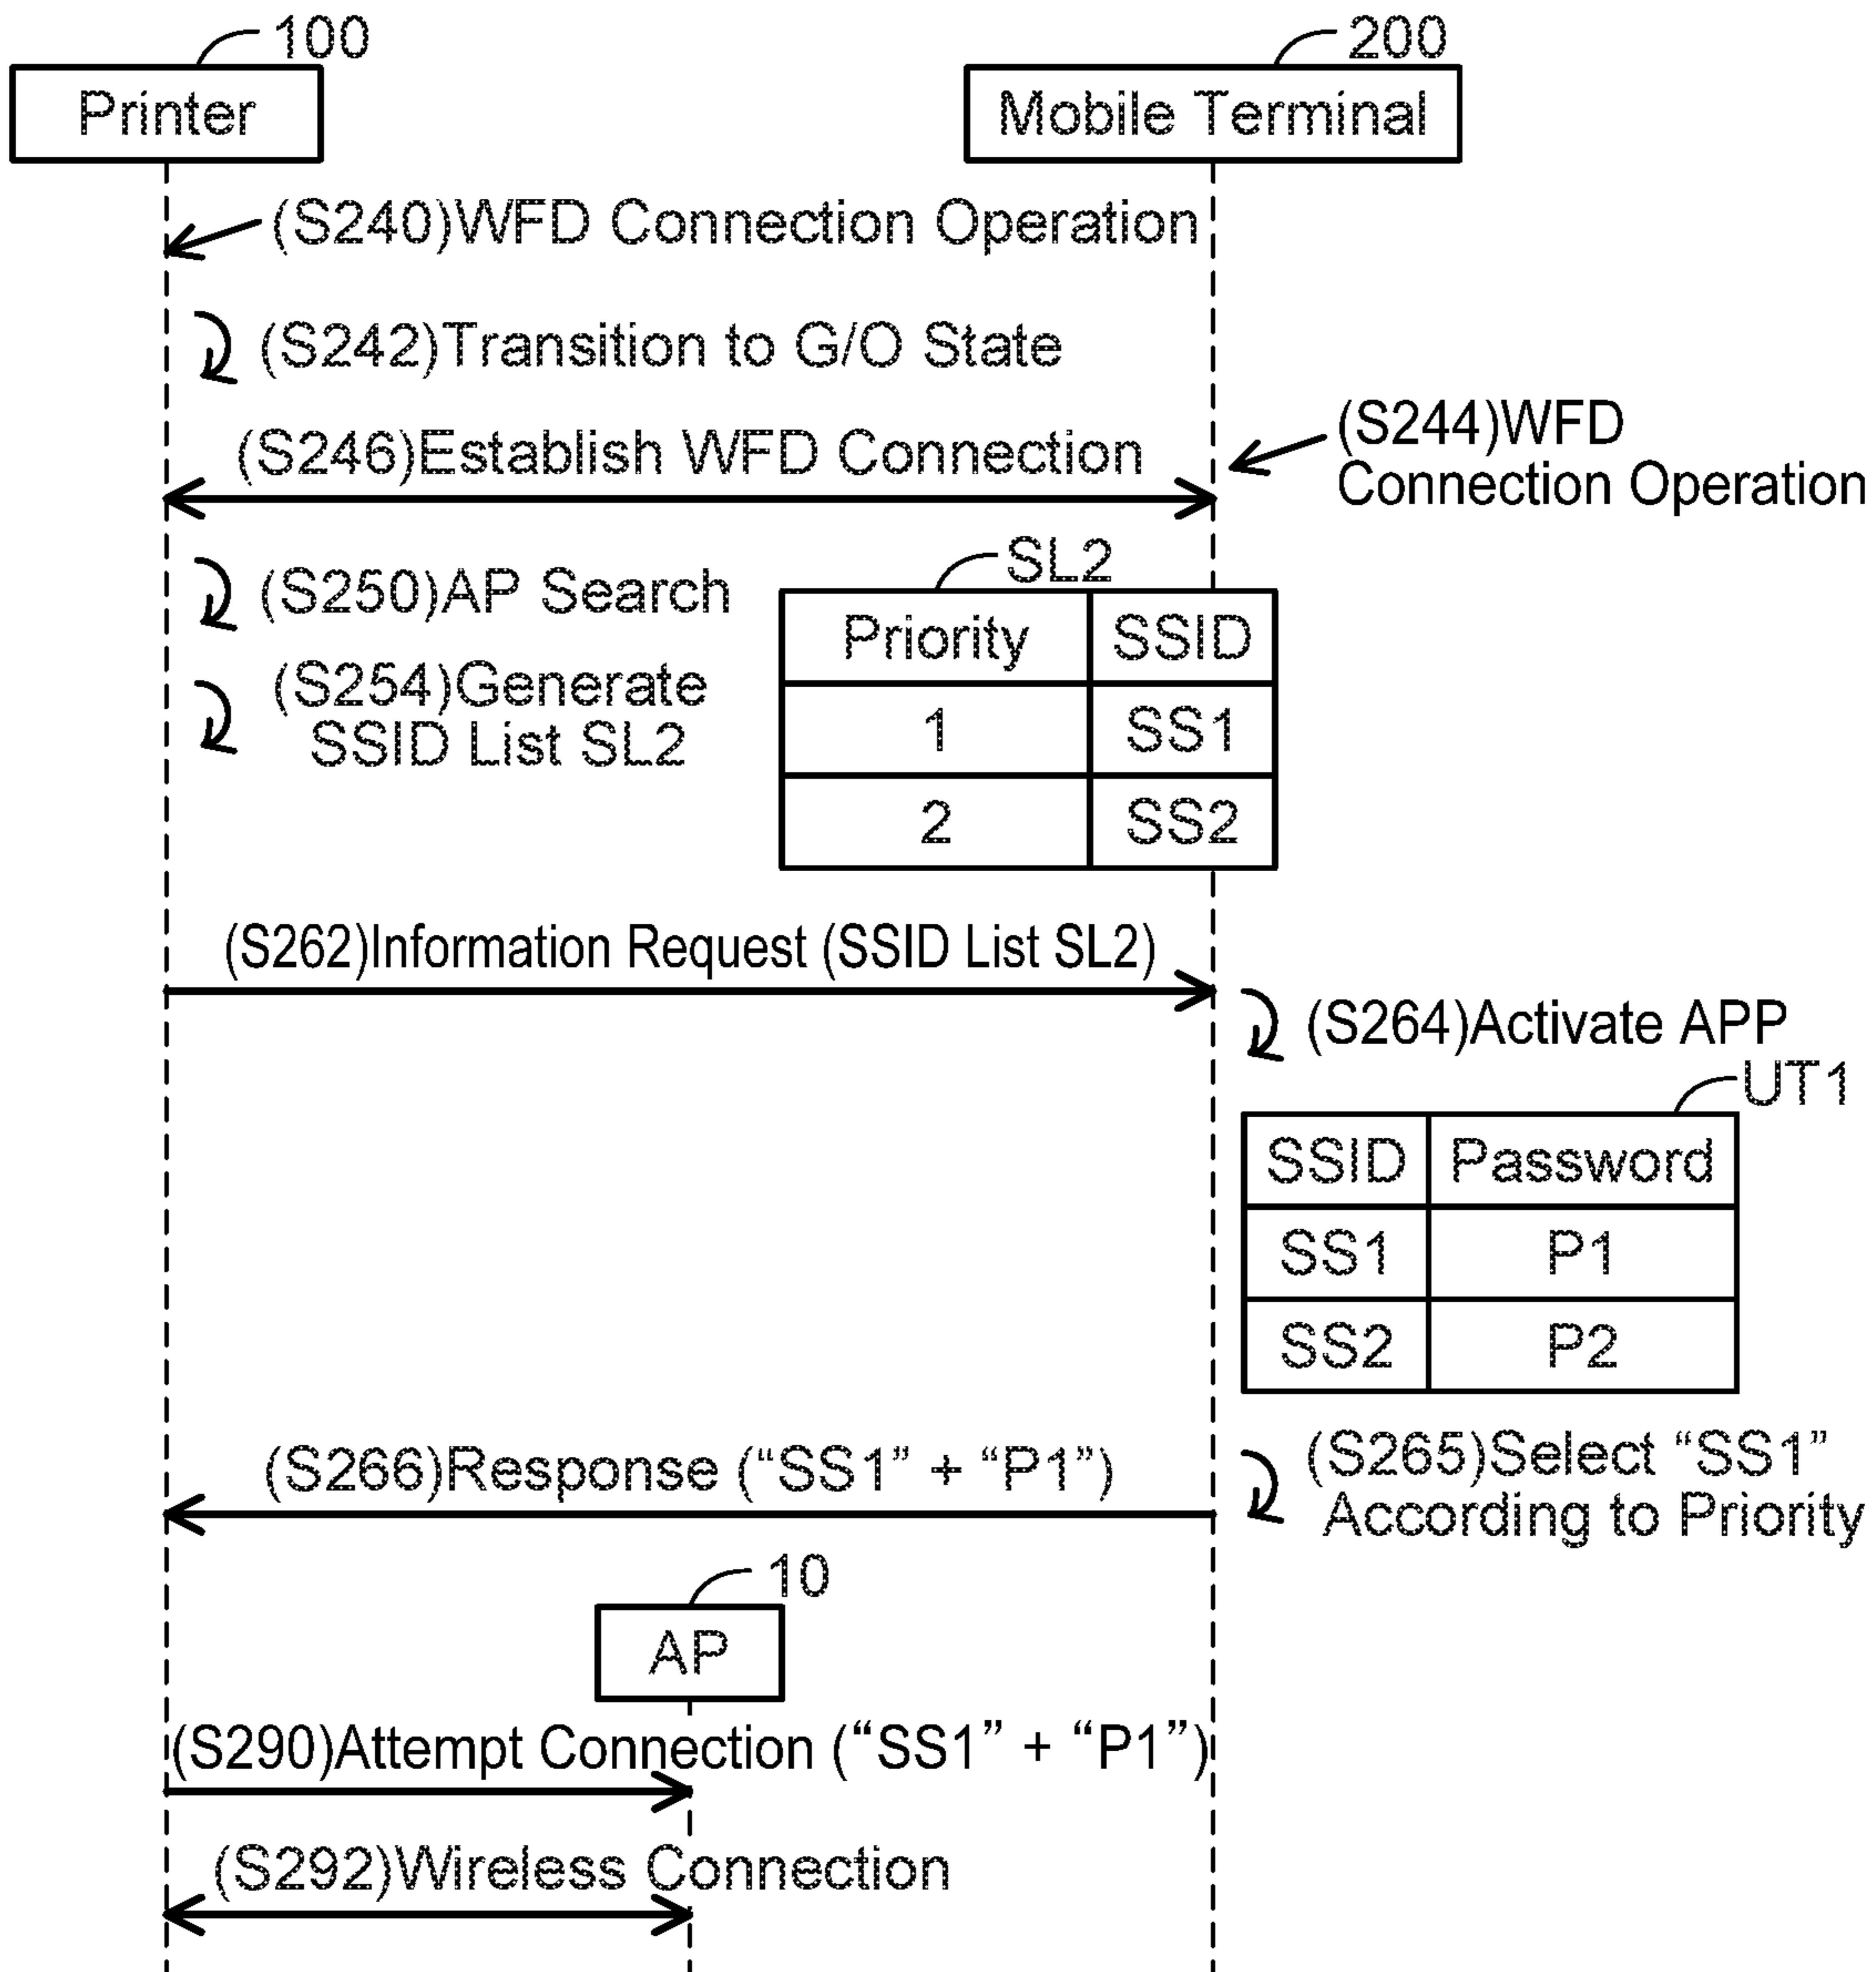 100
200
Printer
Mobile Terminal
(S240)WFD Connection Operation
(S242)Transition to G/O State
(S244)WFD
Connection Operation
(S246)Establish WFD Connection
SL2
(S250)AP Search
Priority SSID
1 SS1
2 SS2
(S254)Generate
SSID List SL2
(S262)Information Request (SSID List SL2)
(S264)Activate APP
UT1
SSID Password
SS1 P1
SS2 P2
(S265)Select “SS1”
According to Priority
(S266)Response (“SS1” + “P1”)
10
AP
(S290)Attempt Connection (“SS1” + “P1”)
(S292)Wireless Connection